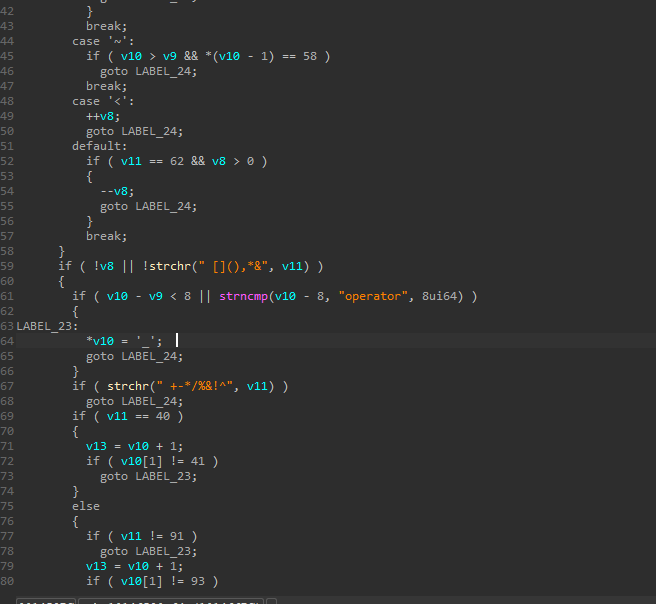 42 }
43 break;
44 case '~':
45 if ( v10 > v9 && *(v10 - 1) == 58 )
46 goto LABEL_24;
47 break;
48 case '<':
49 ++v8;
50 goto LABEL_24;
51 default:
52 if ( v11 == 62 && v8 > 0 )
53 {
54 --v8;
55 goto LABEL_24;
56 }
57 break;
58 }
59 if ( !v8 || !strchr(" [](),*&", v11) )
60 {
61 if ( v10 - v9 < 8 || strncmp(v10 - 8, "operator", 8ui64) )
62 {
63 LABEL_23:
64 *v10 = '_';
65 goto LABEL_24;
66 }
67 if ( strchr(" +-*/%&!^", v11) )
68 goto LABEL_24;
69 if ( v11 == 40 )
70 {
71 v13 = v10 + 1;
72 if ( v10[1] != 41 )
73 goto LABEL_23;
74 }
75 else
76 {
77 if ( v11 != 91 )
78 goto LABEL_23;
79 v13 = v10 + 1;
80 if ( v10[1] != 93 )